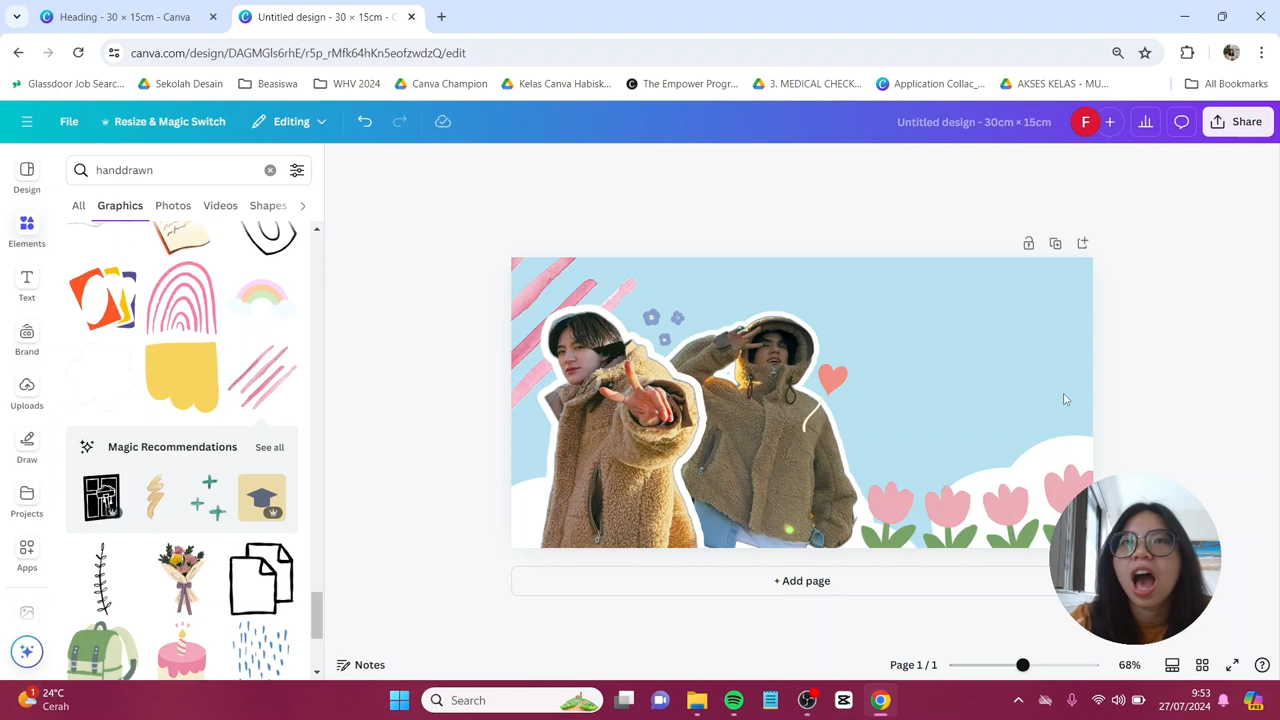 Heading - 30 × 15cm - Canva
Untitled design - 30 × 15cm - C
canva.com/design/DAGMGls6rhE/r5p_rMfk64hKn5eofzwdzQ/edit
Glassdoor Job Searc...
Sekolah Desain
Beasiswa
WHV 2024
Canva Champion
Kelas Canva Habisk...
The Empower Progr...
3. MEDICAL CHECK...
Application Collac_...
AKSES KELAS - MU...
All Bookmarks
File
Resize & Magic Switch
Editing
Untitled design - 30cm × 15cm
F
Share
Design
Elements
Text
Brand
Uploads
Draw
Projects
Apps
handdrawn
All
Graphics
Photos
Videos
Shapes
Magic Recommendations
See all
+ Add page
Notes
Page 1 / 1
68%
1
24°C
Cerah
Search
9:53
27/07/2024